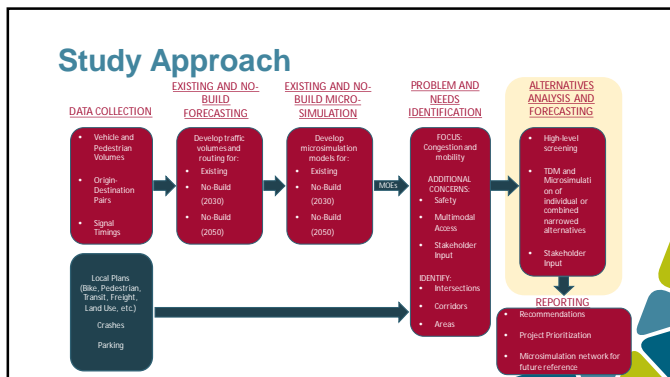 Study Approach
DATA COLLECTION
• Vehicle and
Pedestrian
Volumes
• Origin-
Destination
Pairs
• Signal
Timings
Local Plans
(Bike, Pedestrian,
Transit, Freight,
Land Use, etc.)
Crashes
Parking
EXISTING AND NO-
BUILD
FORECASTING
Develop traffic
volumes and
routing for:
• Existing
• No-Build
(2030)
• No-Build
(2050)
EXISTING AND NO-
BUILD MICRO-
SIMULATION
Develop
microsimulation
models for:
• Existing
• No-Build
(2030)
• No-Build
(2050)
MOEs
PROBLEM AND
NEEDS
IDENTIFICATION
FOCUS:
Congestion and
mobility
ADDITIONAL
CONCERNS:
• Safety
• Multimodal
Access
• Stakeholder
Input
IDENTIFY:
• Intersections
• Corridors
• Areas
ALTERNATIVES
ANALYSIS AND
FORECASTING
• High-level
screening
• TDM and
Microsimulati
on of
individual or
combined
narrowed
alternatives
• Stakeholder
Input
REPORTING
• Recommendations
• Project Prioritization
• Microsimulation network for
future reference